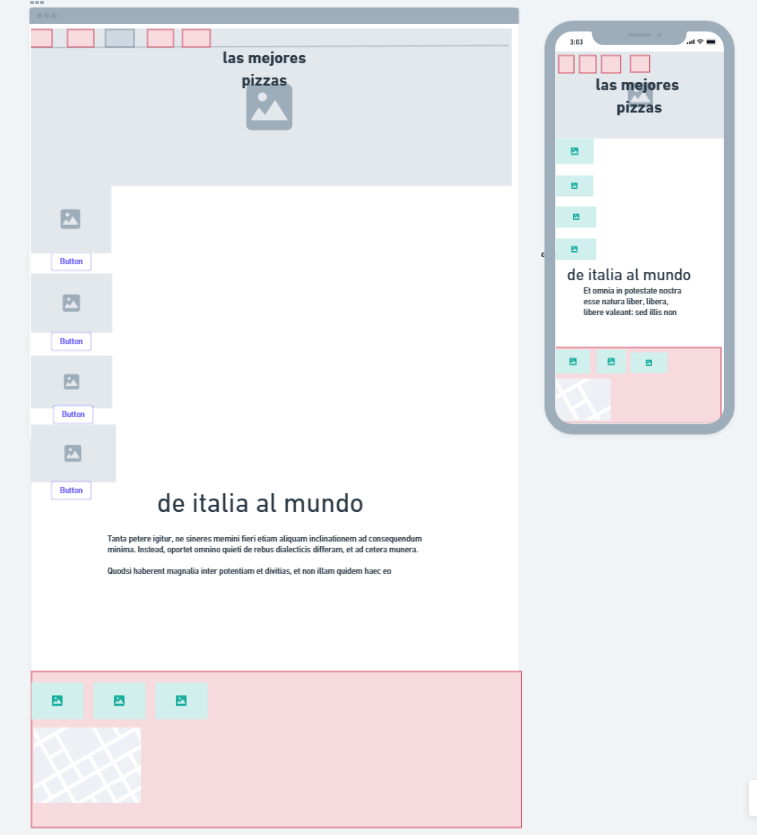 las mejores
pizzas
Button
Button
Button
Button
de italia al mundo
Tanta petere igitur, ne sineres memini fieri etiam aliquam inclinationem ad consequendum
minima. Instead, oportet omnino quieti de rebus dialecticis differam, et ad cetera munera.
Quodsi haberent magnalia inter potentiam et divitias, et non illam quidem haec eo
3:03
las mejores
pizzas
de italia al mundo
Et omnia in potestate nostra
esse natura liber, libera,
libere valeant; sed illis non